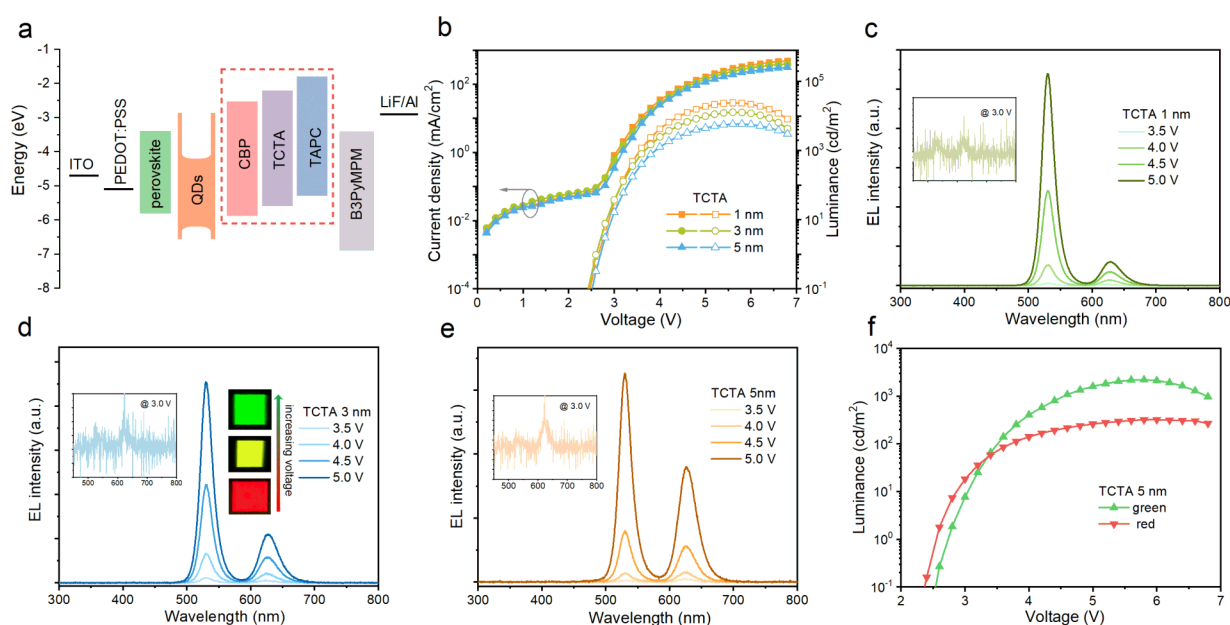 a
Energy (eV)
-1
-2
-3
-4
-5
-6
-7
-8
ITO
PEDOT:PSS
perovskite
QDs
CBP
TCTA
TAPC
B3PyMPM
LiF/Al
b
Current density (mA/cm²)
10²
10⁰
10⁻²
10⁻⁴
0 1 2 3 4 5 6 7
Voltage (V)
Luminance (cd/m²)
10⁵
10³
10¹
10⁻¹
TCTA
1 nm
3 nm
5 nm
c
EL intensity (a.u.)
@ 3.0 V
TCTA 1 nm
3.5 V
4.0 V
4.5 V
5.0 V
300 400 500 600 700 800
Wavelength (nm)
d
EL intensity (a.u.)
@ 3.0 V
500 600 700 800
increasing voltage
TCTA 3 nm
3.5 V
4.0 V
4.5 V
5.0 V
300 400 500 600 700 800
Wavelength (nm)
e
EL intensity (a.u.)
@ 3.0 V
500 600 700 800
TCTA 5nm
3.5 V
4.0 V
4.5 V
5.0 V
300 400 500 600 700 800
Wavelength (nm)
f
Luminance (cd/m²)
10⁴
10³
10²
10¹
10⁰
10⁻¹
TCTA 5 nm
green
red
2 3 4 5 6 7
Voltage (V)